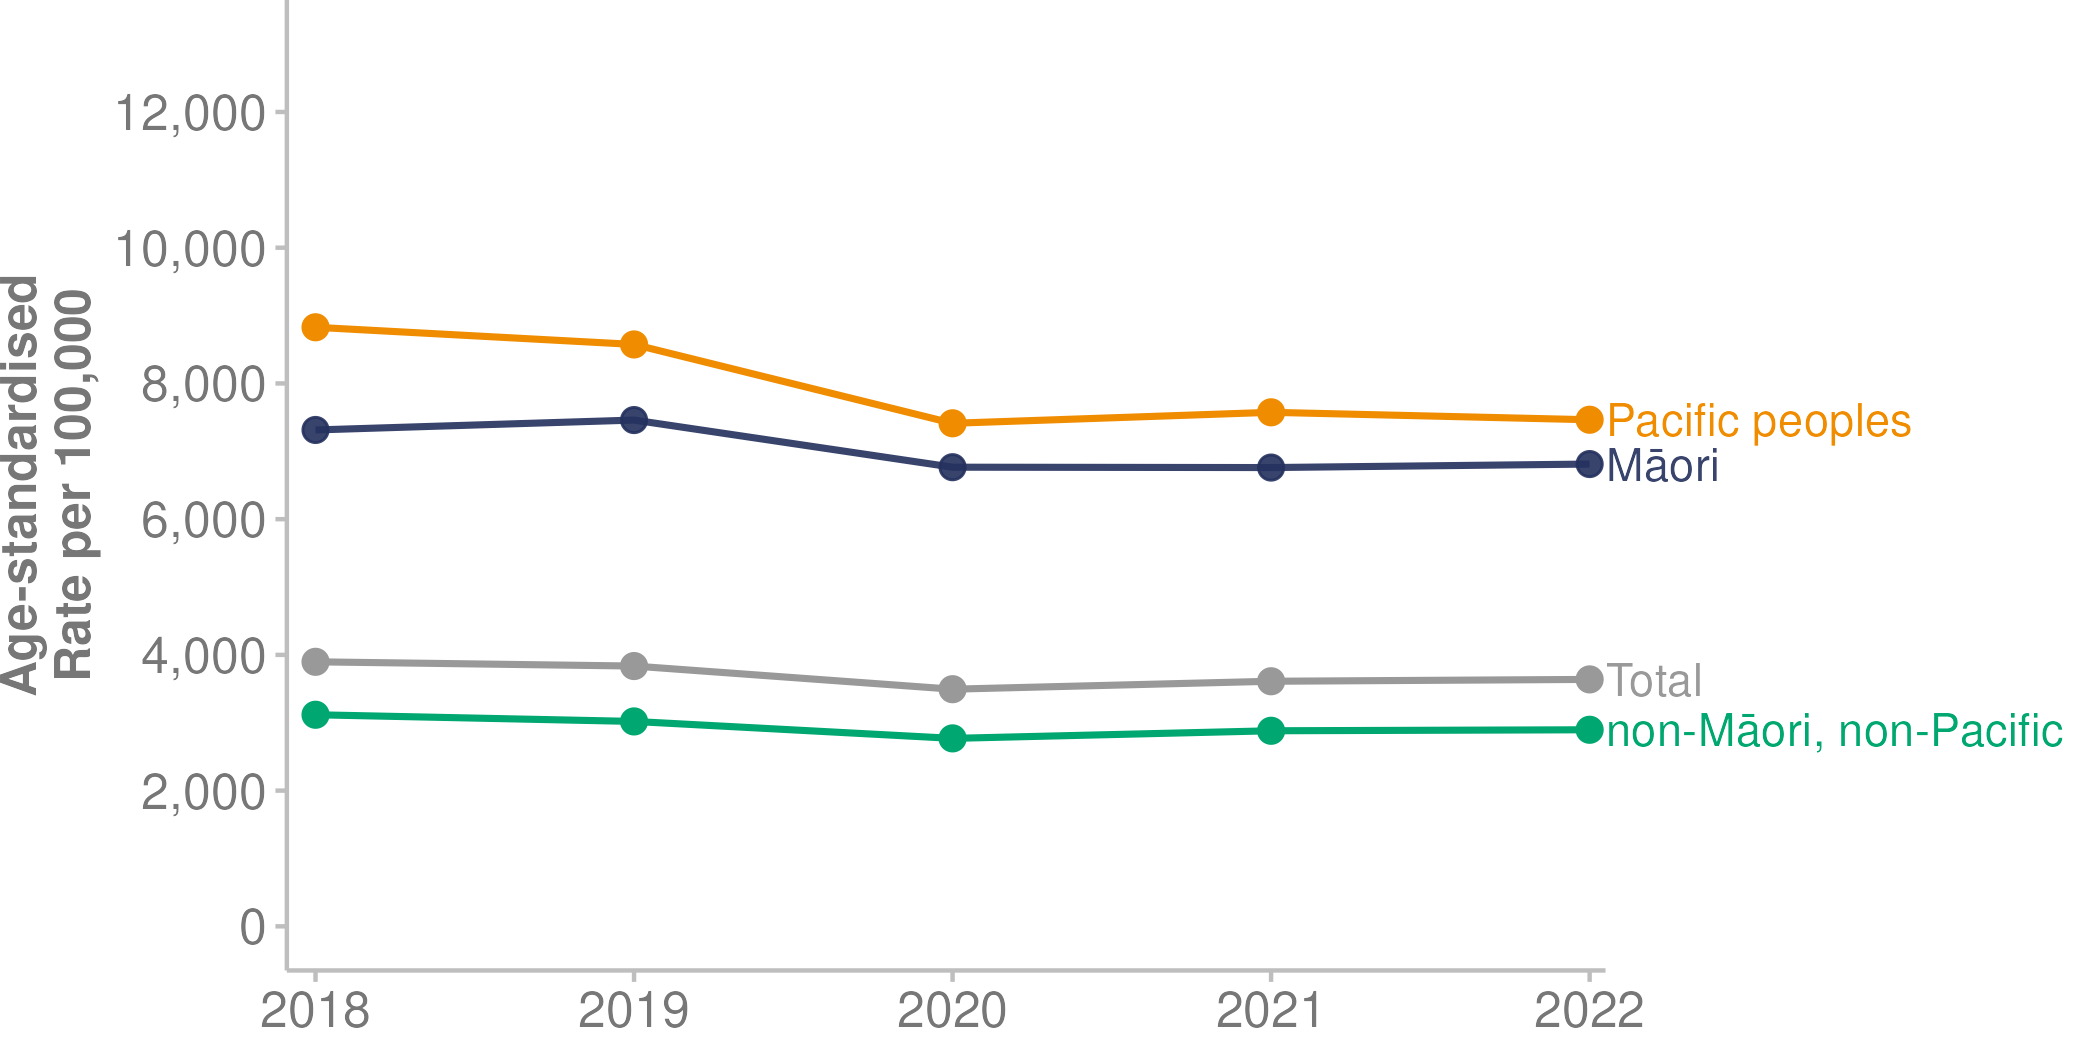 Age-standardised
Rate per 100,000
12,000
10,000
8,000
6,000
4,000
2,000
0
Pacific peoples
Māori
Total
non-Māori, non-Pacific
2018 2019 2020 2021 2022